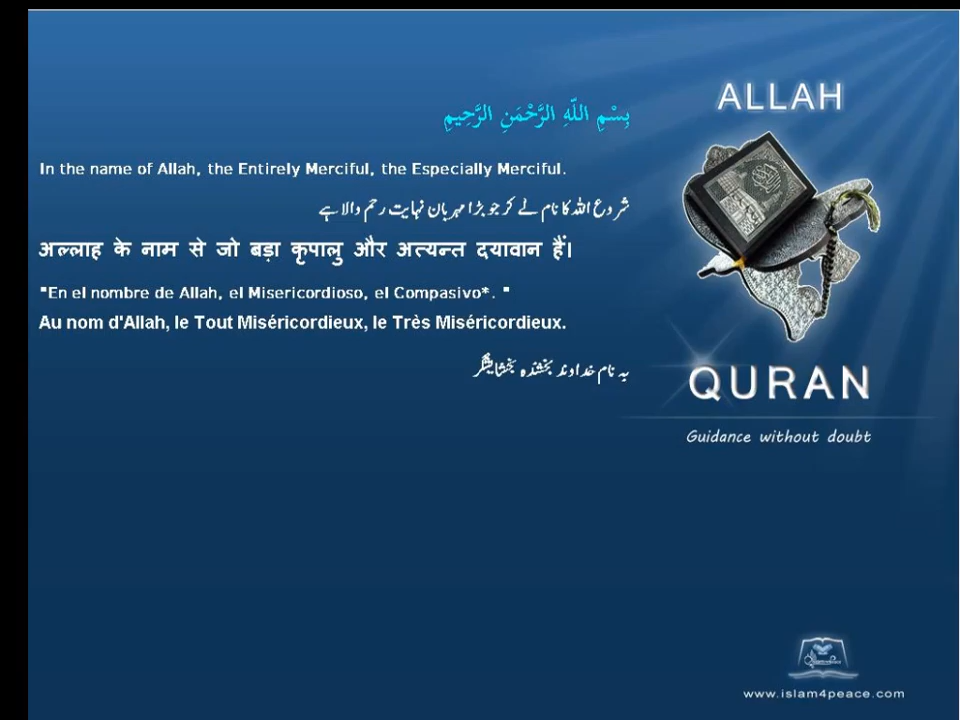 بِسْمِ اللّهِ الرَّحْمَنِ الرَّحِيمِ
In the name of Allah, the Entirely Merciful, the Especially Merciful.
شروع الله کا نام لے کر جو بڑا مہربان نہایت رحم والا ہے
अल्लाह के नाम से जो बड़ा कृपालु और अत्यन्त दयावान हैं।
"En el nombre de Allah, el Misericordioso, el Compasivo*. "
Au nom d'Allah, le Tout Miséricordieux, le Très Miséricordieux.
به نام خداوند بخشنده بخشایشگر
ALLAH
QURAN
Guidance without doubt
www.islam4peace.com